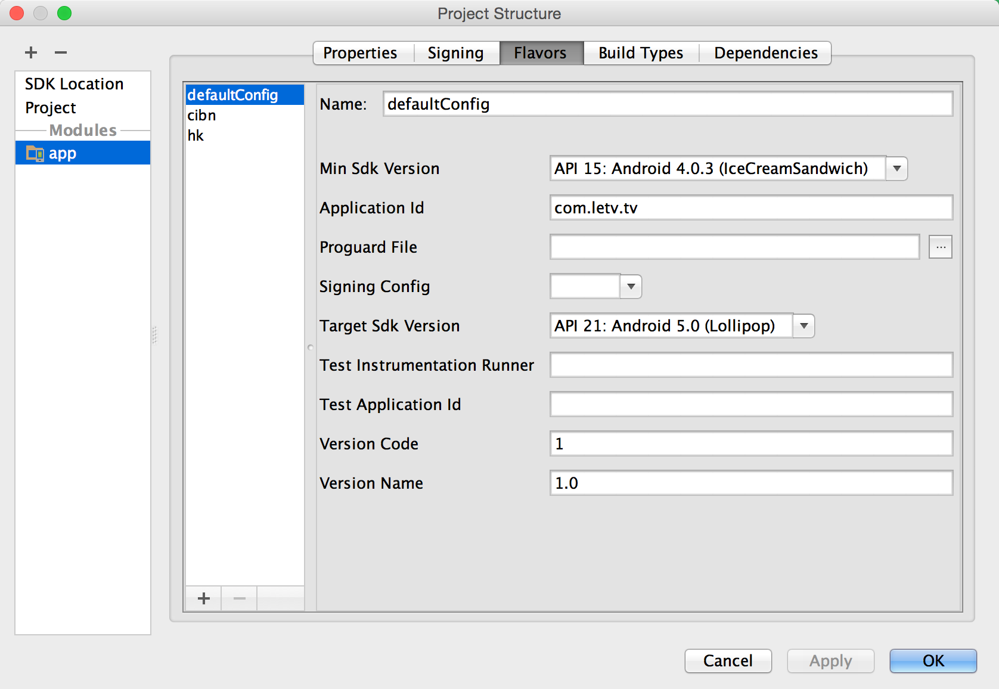 Project Structure
Properties Signing Flavors Build Types Dependencies
SDK Location
Project
Modules
app
defaultConfig
cibn
hk
Name: defaultConfig
Min Sdk Version API 15: Android 4.0.3 (IceCreamSandwich)
Application Id com.letv.tv
Proguard File ...
Signing Config
Target Sdk Version API 21: Android 5.0 (Lollipop)
Test Instrumentation Runner
Test Application Id
Version Code 1
Version Name 1.0
Cancel Apply OK